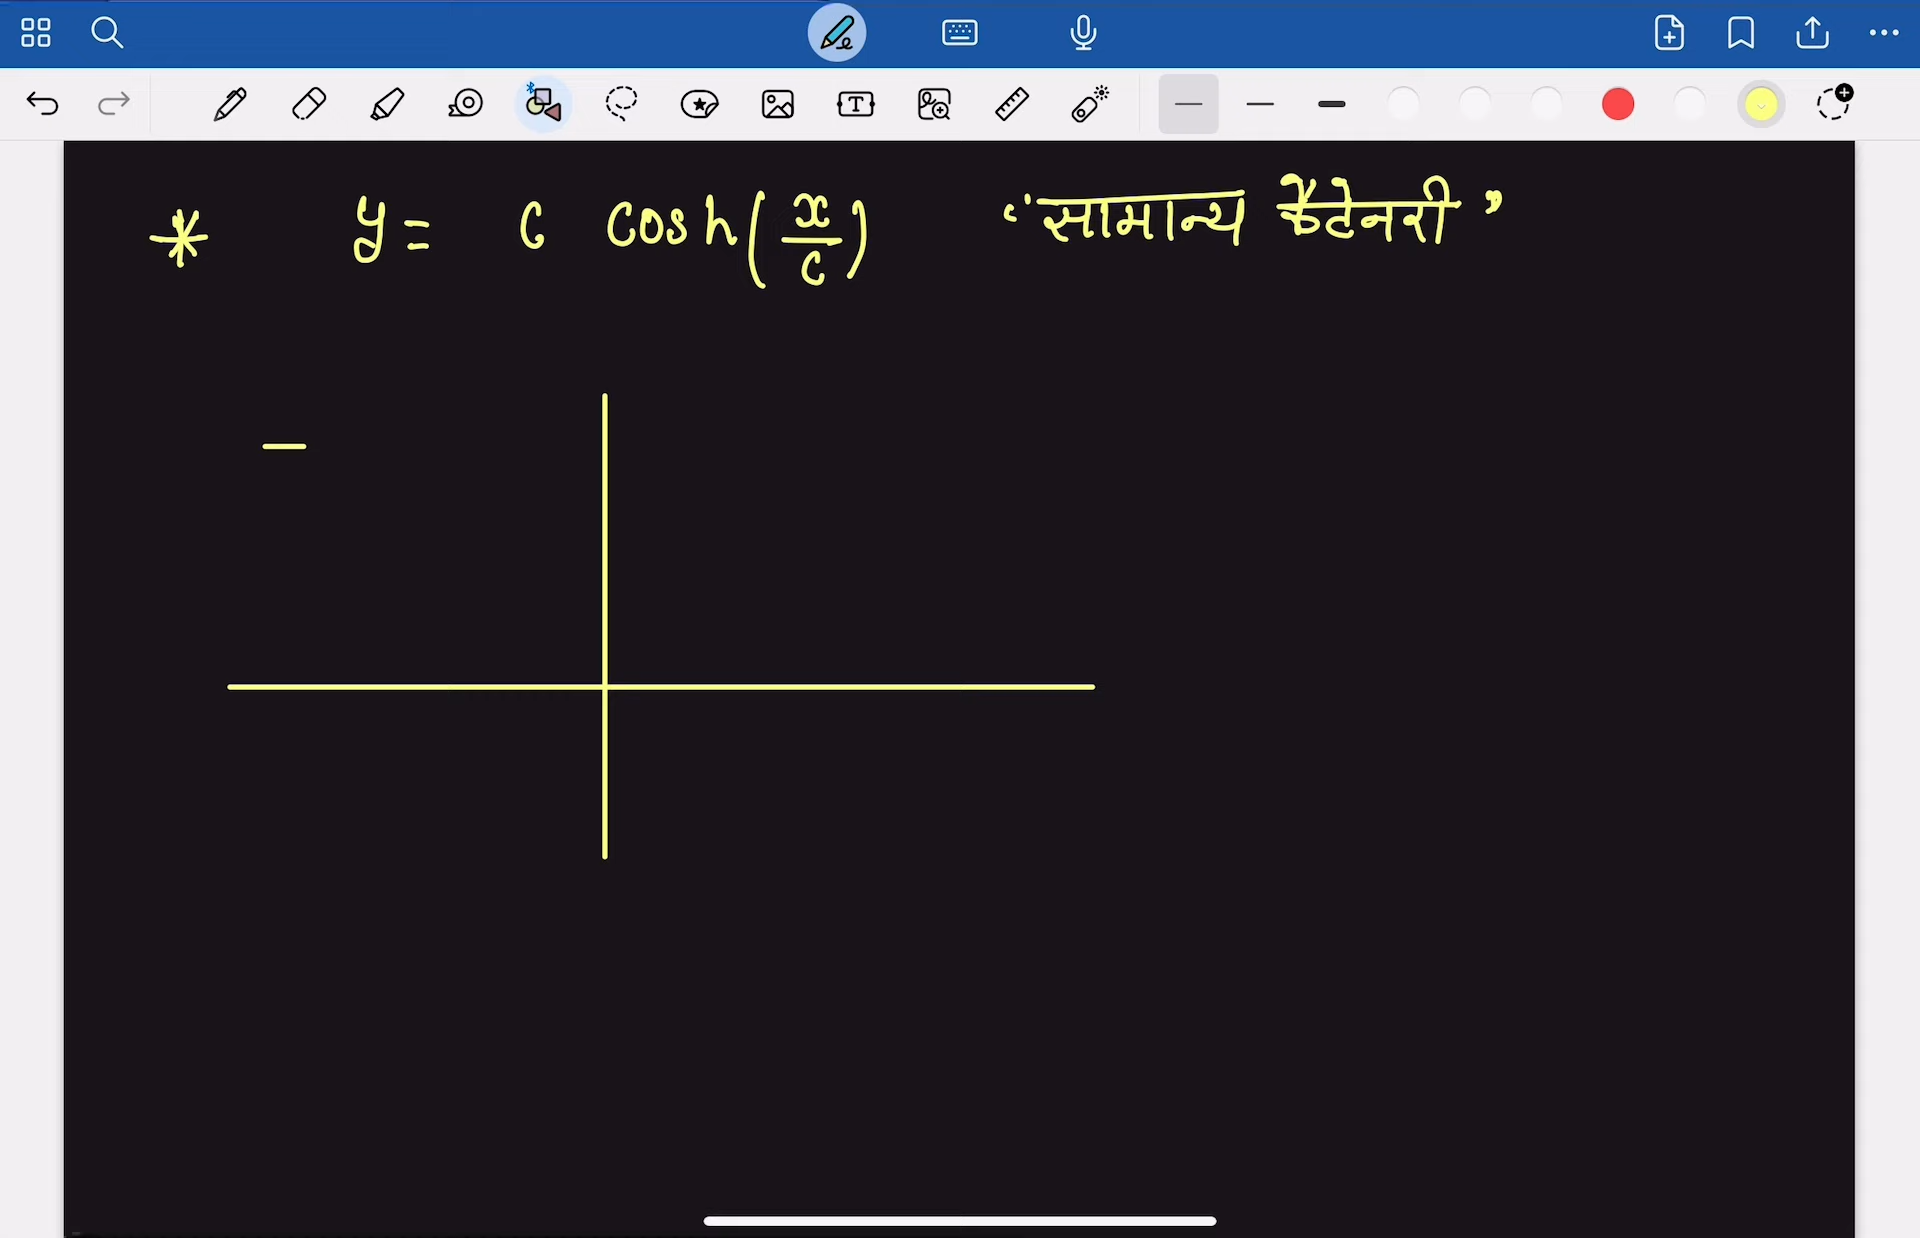 * y = c cosh(x/c) "सामान्य कैटेनरी"